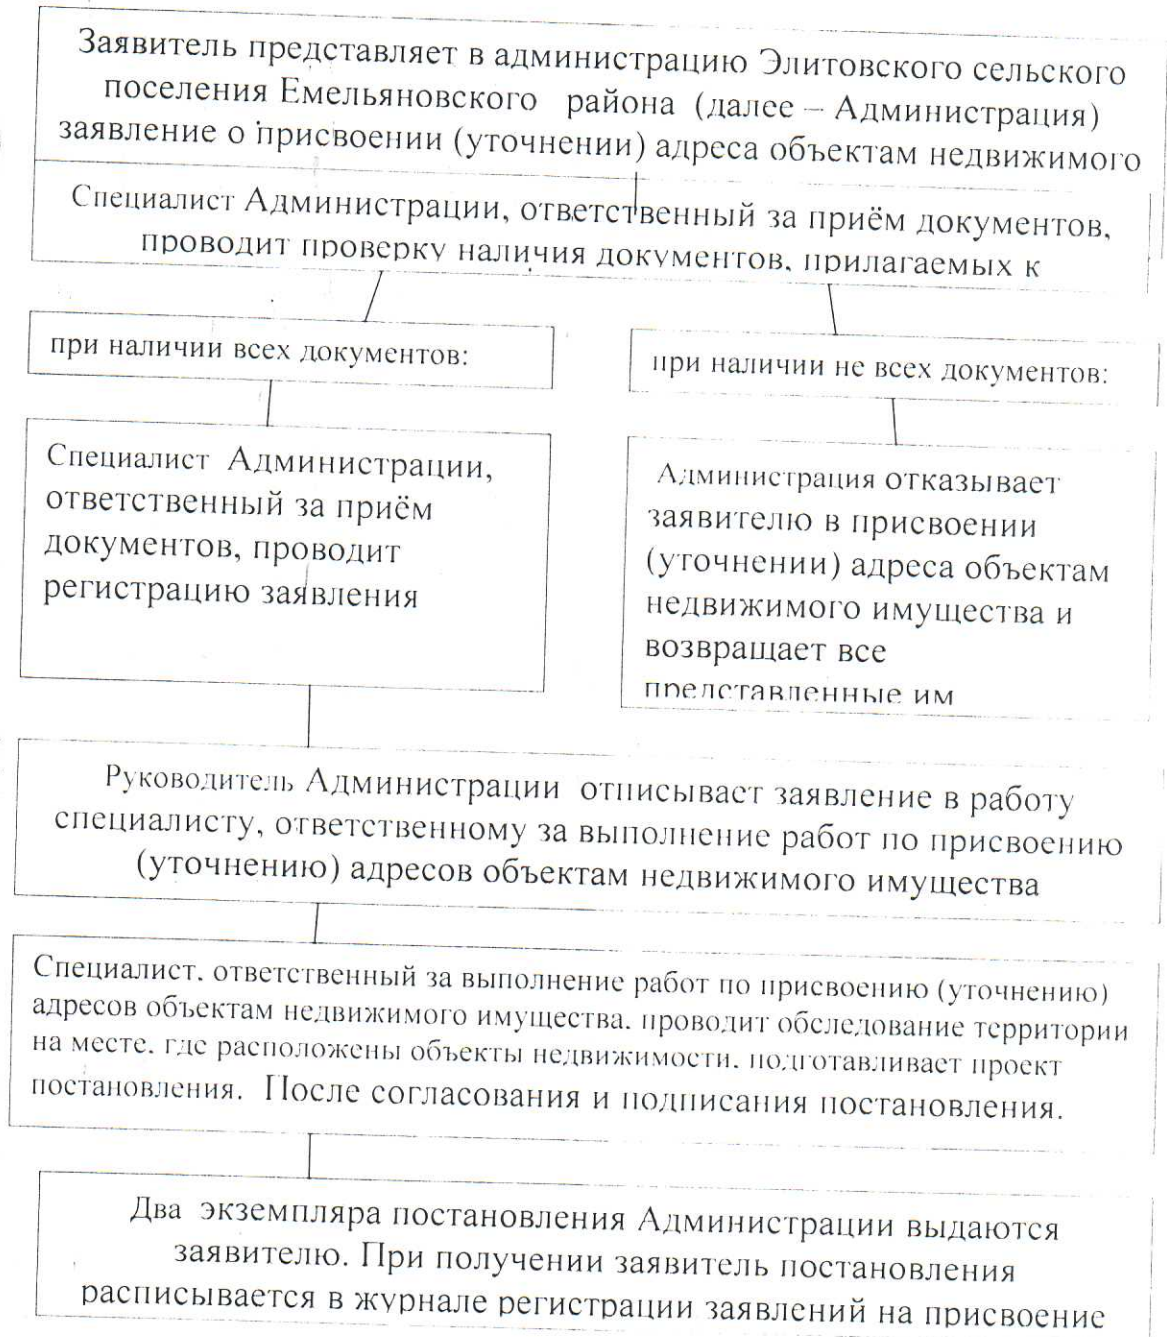 Заявитель представляет в администрацию Элитовского сельского
поселения Емельяновского района (далее – Администрация)
заявление о присвоении (уточнении) адреса объектам недвижимого
Специалист Администрации, ответственный за приём документов,
проводит проверку наличия документов, прилагаемых к
при наличии всех документов:
при наличии не всех документов:
Специалист Администрации,
ответственный за приём
документов, проводит
регистрацию заявления
Администрация отказывает
заявителю в присвоении
(уточнении) адреса объектам
недвижимого имущества и
возвращает все
представленные им
Руководитель Администрации отписывает заявление в работу
специалисту, ответственному за выполнение работ по присвоению
(уточнению) адресов объектам недвижимого имущества
Специалист, ответственный за выполнение работ по присвоению (уточнению)
адресов объектам недвижимого имущества, проводит обследование территории
на месте, где расположены объекты недвижимости, подготавливает проект
постановления. После согласования и подписания постановления.
Два экземпляра постановления Администрации выдаются
заявителю. При получении заявитель постановления
расписывается в журнале регистрации заявлений на присвоение